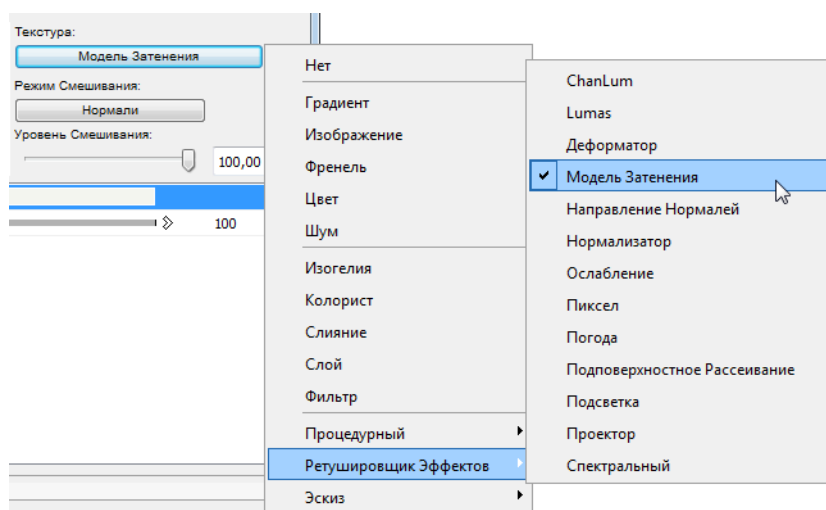 Текстура:
Модель Затенения
Режим Смешивания:
Нормали
Уровень Смешивания:
100,00
100
Нет
Градиент
Изображение
Френель
Цвет
Шум
Изогелия
Колорист
Слияние
Слой
Фильтр
Процедурный
Ретушировщик Эффектов
Эскиз
ChanLum
Lumas
Деформатор
Модель Затенения
Направление Нормалей
Нормализатор
Ослабление
Пиксел
Погода
Подповерхностное Рассеивание
Подсветка
Проектор
Спектральный